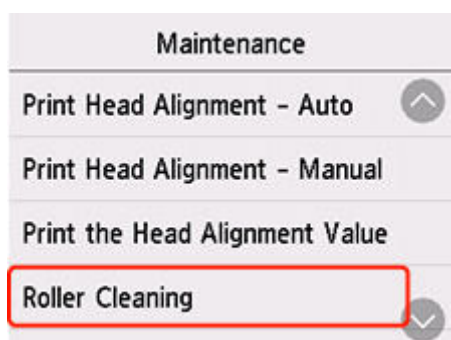 Maintenance
Print Head Alignment – Auto
Print Head Alignment – Manual
Print the Head Alignment Value
Roller Cleaning